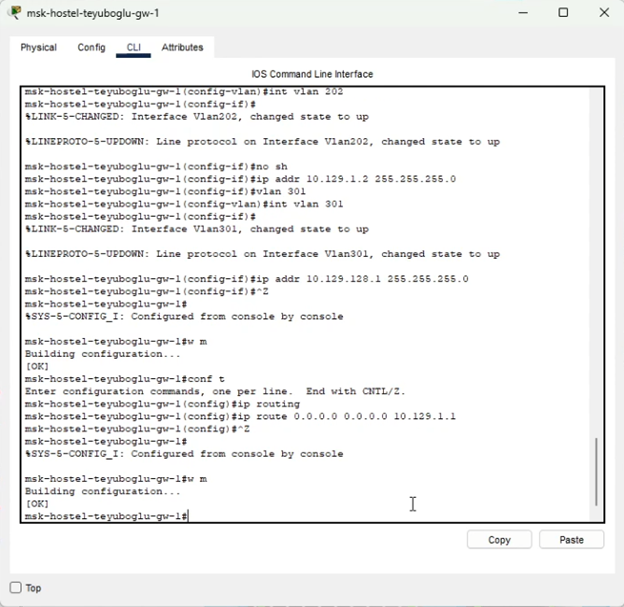 msk-hostel-teyuboglu-gw-1
Physical Config CLI Attributes
IOS Command Line Interface
msk-hostel-teyuboglu-gw-1(config-vlan)#int vlan 202
msk-hostel-teyuboglu-gw-1(config-if)#
%LINK-5-CHANGED: Interface Vlan202, changed state to up
%LINEPROTO-5-UPDOWN: Line protocol on Interface Vlan202, changed state to up
msk-hostel-teyuboglu-gw-1(config-if)#no sh
msk-hostel-teyuboglu-gw-1(config-if)#ip addr 10.129.1.2 255.255.255.0
msk-hostel-teyuboglu-gw-1(config-if)#vlan 301
msk-hostel-teyuboglu-gw-1(config-vlan)#int vlan 301
msk-hostel-teyuboglu-gw-1(config-if)#
%LINK-5-CHANGED: Interface Vlan301, changed state to up
%LINEPROTO-5-UPDOWN: Line protocol on Interface Vlan301, changed state to up
msk-hostel-teyuboglu-gw-1(config-if)#ip addr 10.129.128.1 255.255.255.0
msk-hostel-teyuboglu-gw-1(config-if)#^Z
msk-hostel-teyuboglu-gw-1#
%SYS-5-CONFIG_I: Configured from console by console
msk-hostel-teyuboglu-gw-1#w m
Building configuration...
[OK]
msk-hostel-teyuboglu-gw-1#conf t
Enter configuration commands, one per line. End with CNTL/Z.
msk-hostel-teyuboglu-gw-1(config)#ip routing
msk-hostel-teyuboglu-gw-1(config)#ip route 0.0.0.0 0.0.0.0 10.129.1.1
msk-hostel-teyuboglu-gw-1(config)#^Z
msk-hostel-teyuboglu-gw-1#
%SYS-5-CONFIG_I: Configured from console by console
msk-hostel-teyuboglu-gw-1#w m
Building configuration...
[OK]
msk-hostel-teyuboglu-gw-1#
Copy Paste
Top